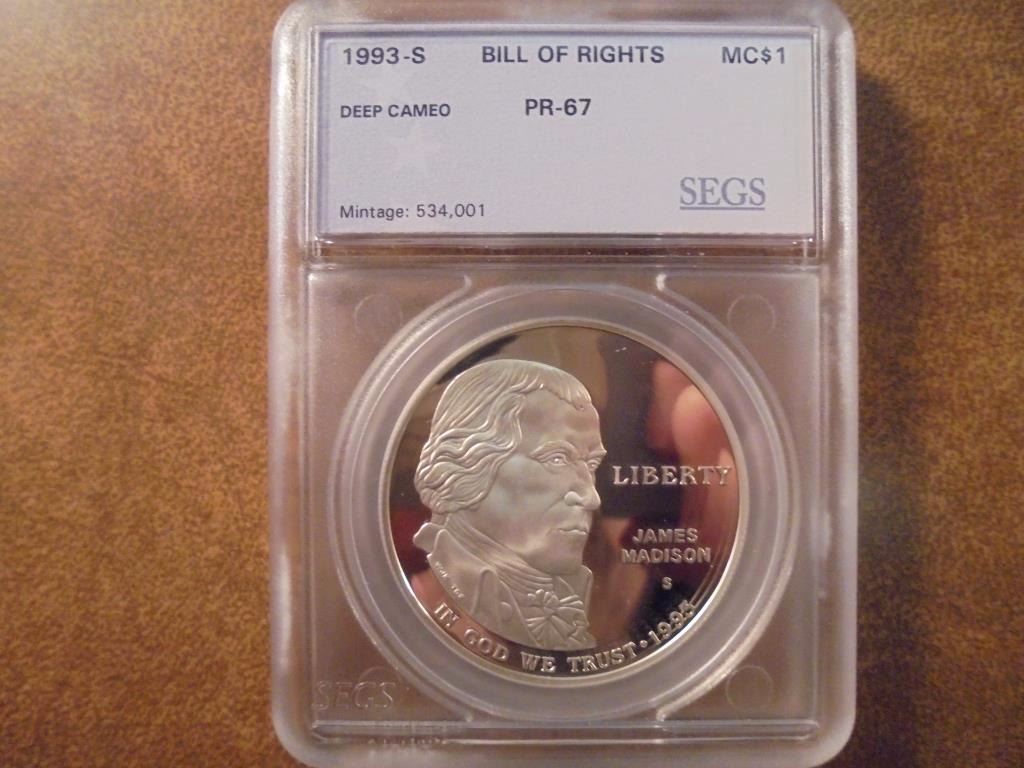 1993-S BILL OF RIGHTS MC$1
DEEP CAMEO PR-67
SEGS
Mintage: 534,001
LIBERTY
JAMES
MADISON
S
IN GOD WE TRUST • 1993
SEGS